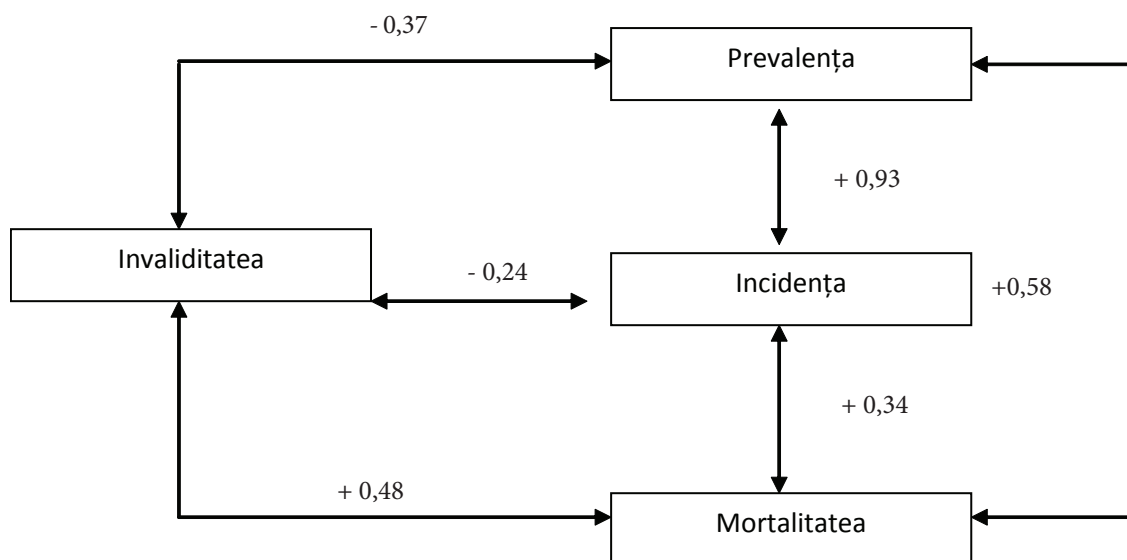 - 0,37
Prevalența
+ 0,93
Invaliditatea
- 0,24
Incidența
+0,58
+ 0,34
+ 0,48
Mortalitatea